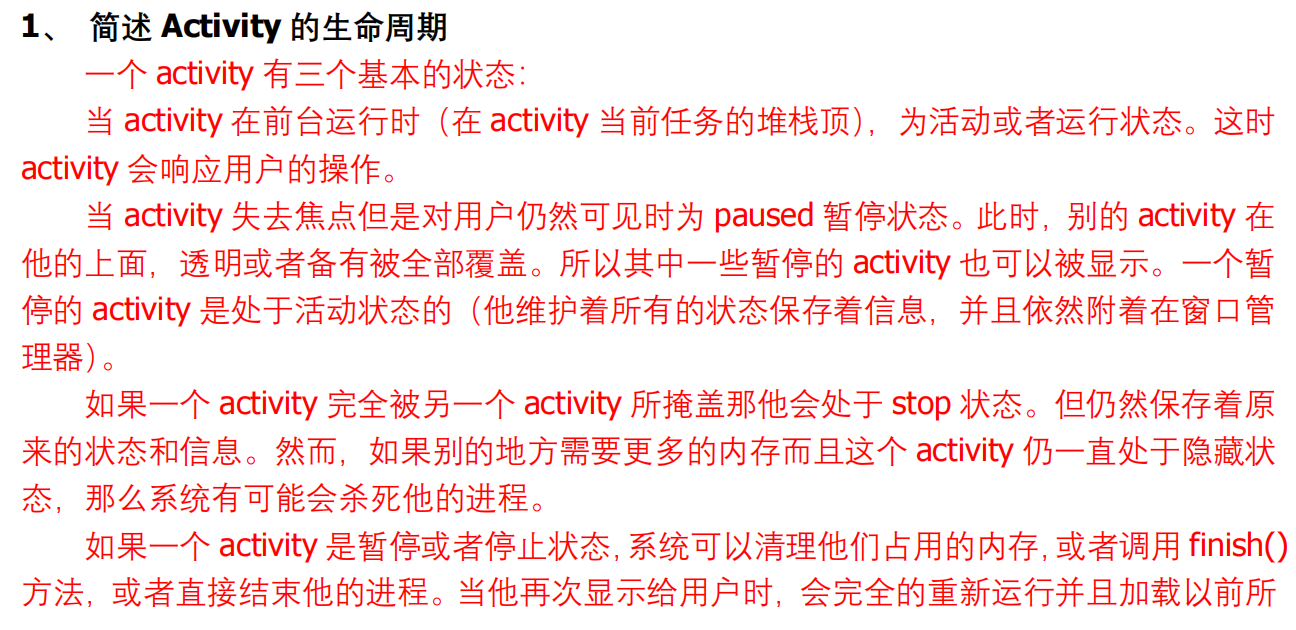 1、 简述 Activity 的生命周期
一个 activity 有三个基本的状态：
当 activity 在前台运行时（在 activity 当前任务的堆栈顶），为活动或者运行状态。这时
activity 会响应用户的操作。
当 activity 失去焦点但是对用户仍然可见时为 paused 暂停状态。此时，别的 activity 在
他的上面，透明或者备有被全部覆盖。所以其中一些暂停的 activity 也可以被显示。一个暂
停的 activity 是处于活动状态的（他维护着所有的状态保存着信息，并且依然附着在窗口管
理器）。
如果一个 activity 完全被另一个 activity 所掩盖那他会处于 stop 状态。但仍然保存着原
来的状态和信息。然而，如果别的地方需要更多的内存而且这个 activity 仍一直处于隐藏状
态，那么系统有可能会杀死他的进程。
如果一个 activity 是暂停或者停止状态,系统可以清理他们占用的内存,或者调用 finish()
方法，或者直接结束他的进程。当他再次显示给用户时，会完全的重新运行并且加载以前所